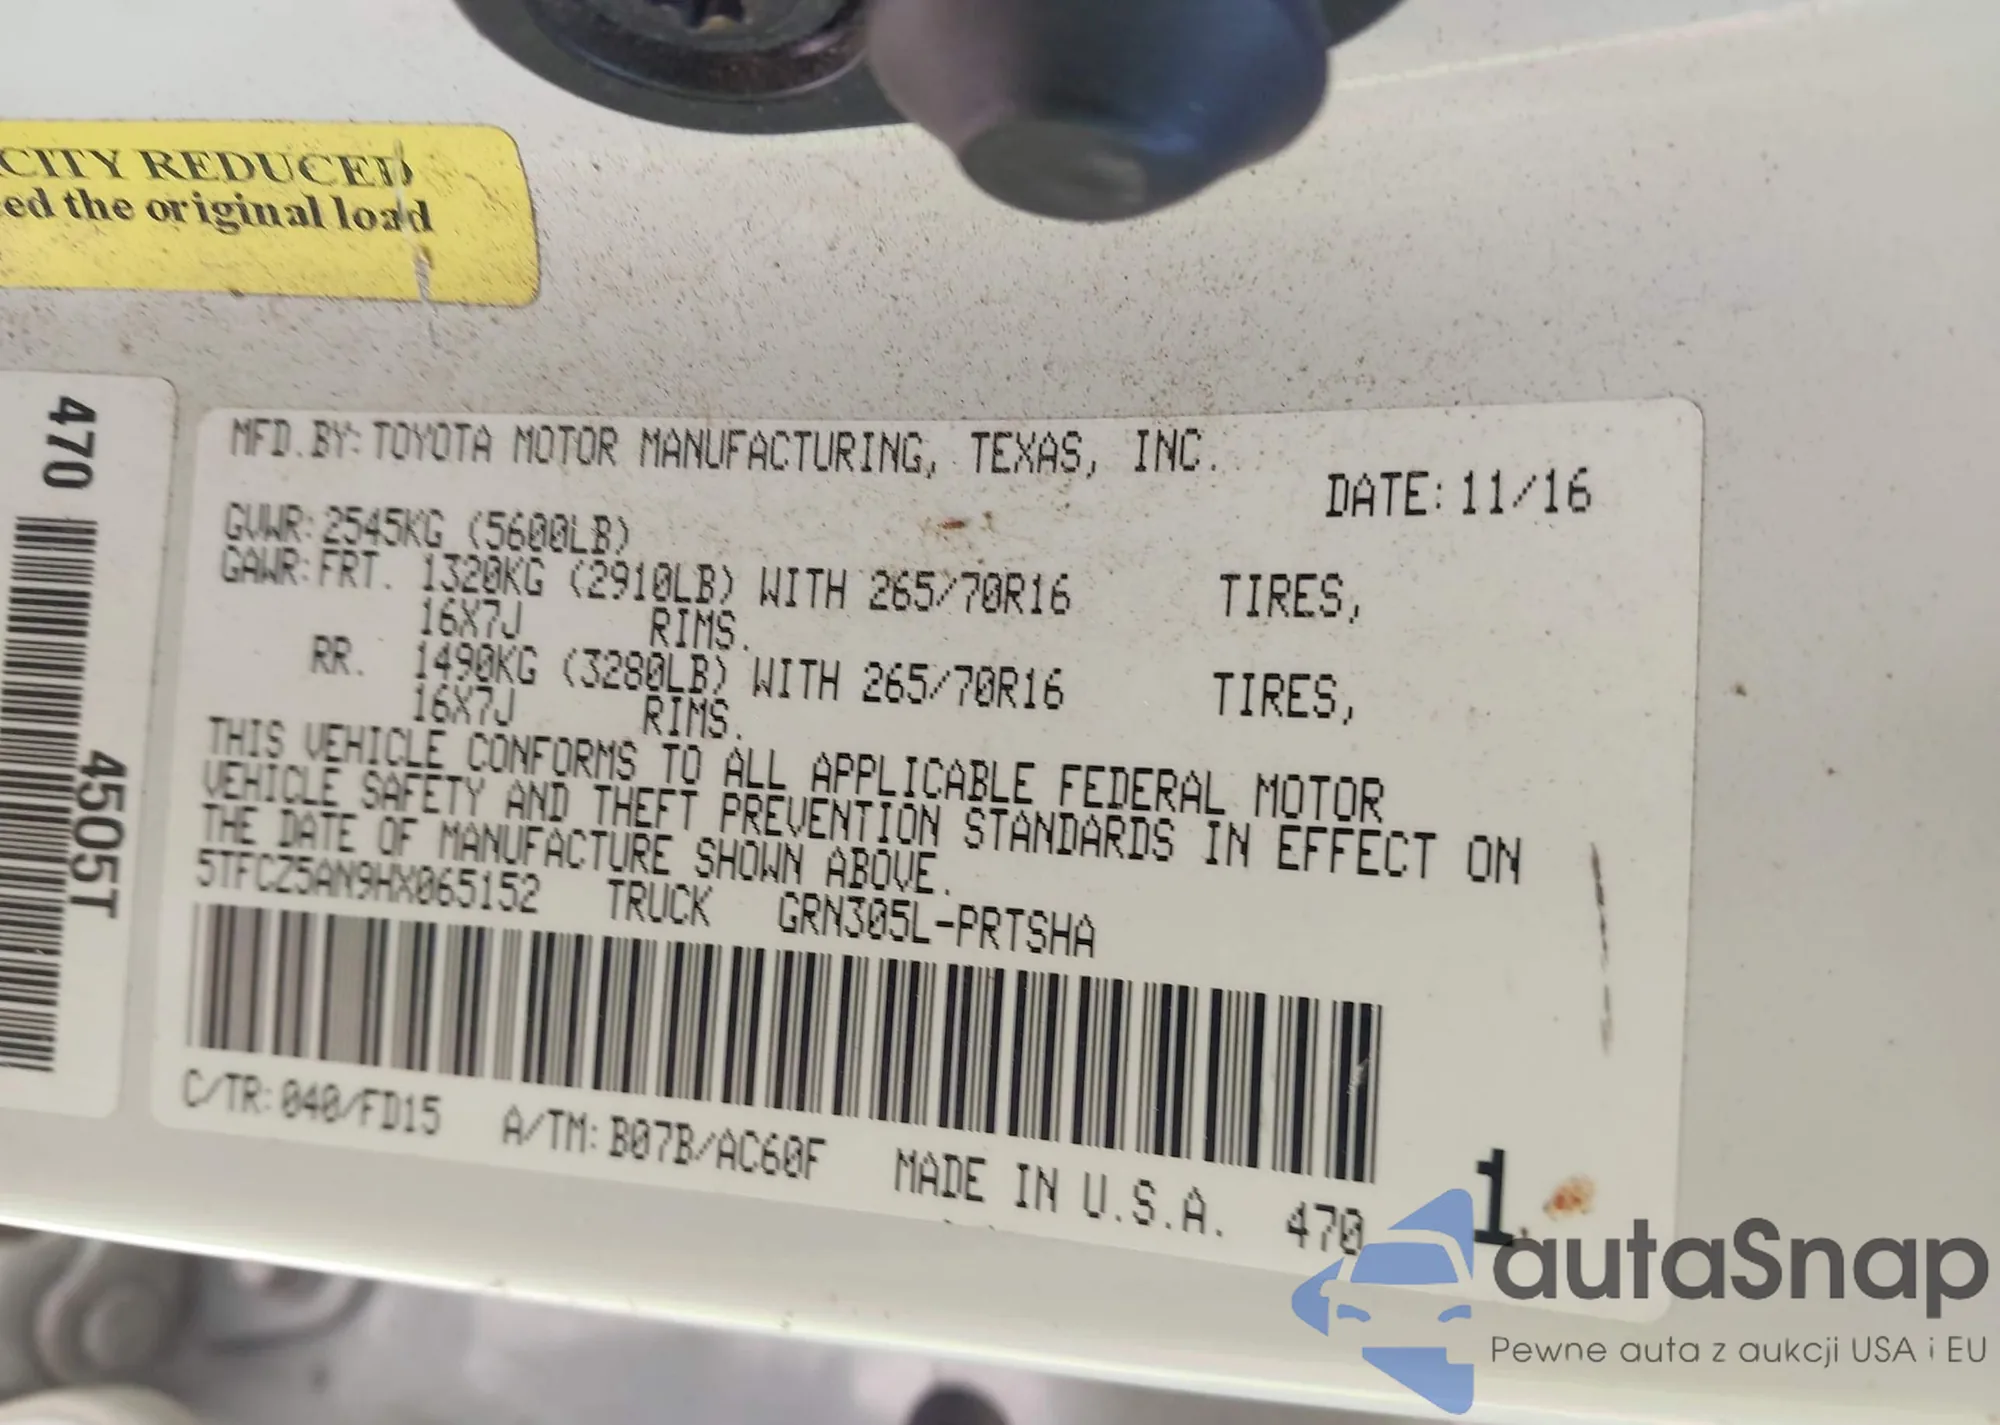 CITY REDUCED
ed the original load
470
4505T
MFD.BY: TOYOTA MOTOR MANUFACTURING, TEXAS, INC.
DATE: 11/16
GVWR: 2545KG (5600LB)
GAWR: FRT. 1320KG (2910LB) WITH 265/70R16 TIRES,
16X7J RIMS.
RR. 1490KG (3280LB) WITH 265/70R16 TIRES,
16X7J RIMS.
THIS VEHICLE CONFORMS TO ALL APPLICABLE FEDERAL MOTOR
VEHICLE SAFETY AND THEFT PREVENTION STANDARDS IN EFFECT ON
THE DATE OF MANUFACTURE SHOWN ABOVE.
5TFCZ5AN9HX065152 TRUCK GRN305L-PRTSHA
C/TR: 040/FD15 A/TM: B07B/AC60F MADE IN U.S.A. 470
1.
autaSnap
Pewne auta z aukcji USA i EU